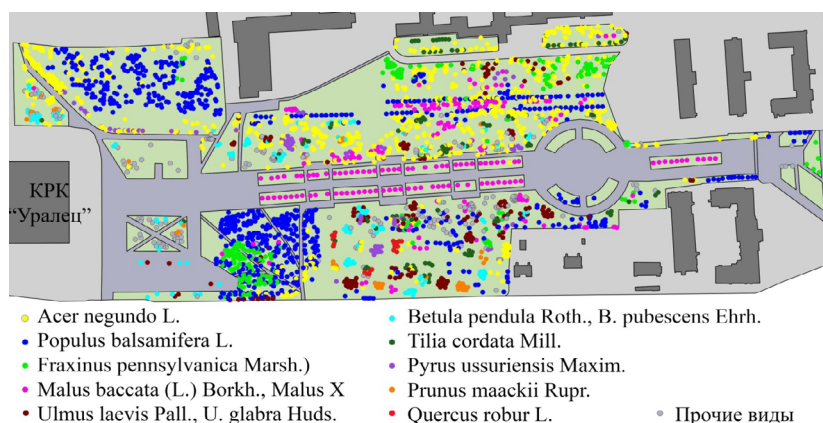 КРК
“Уралец”
Acer negundo L.
Populus balsamifera L.
Fraxinus pennsylvanica Marsh.)
Malus baccata (L.) Borkh., Malus X
Ulmus laevis Pall., U. glabra Huds.
Betula pendula Roth., B. pubescens Ehrh.
Tilia cordata Mill.
Pyrus ussuriensis Maxim.
Prunus maackii Rupr.
Quercus robur L.
Прочие виды